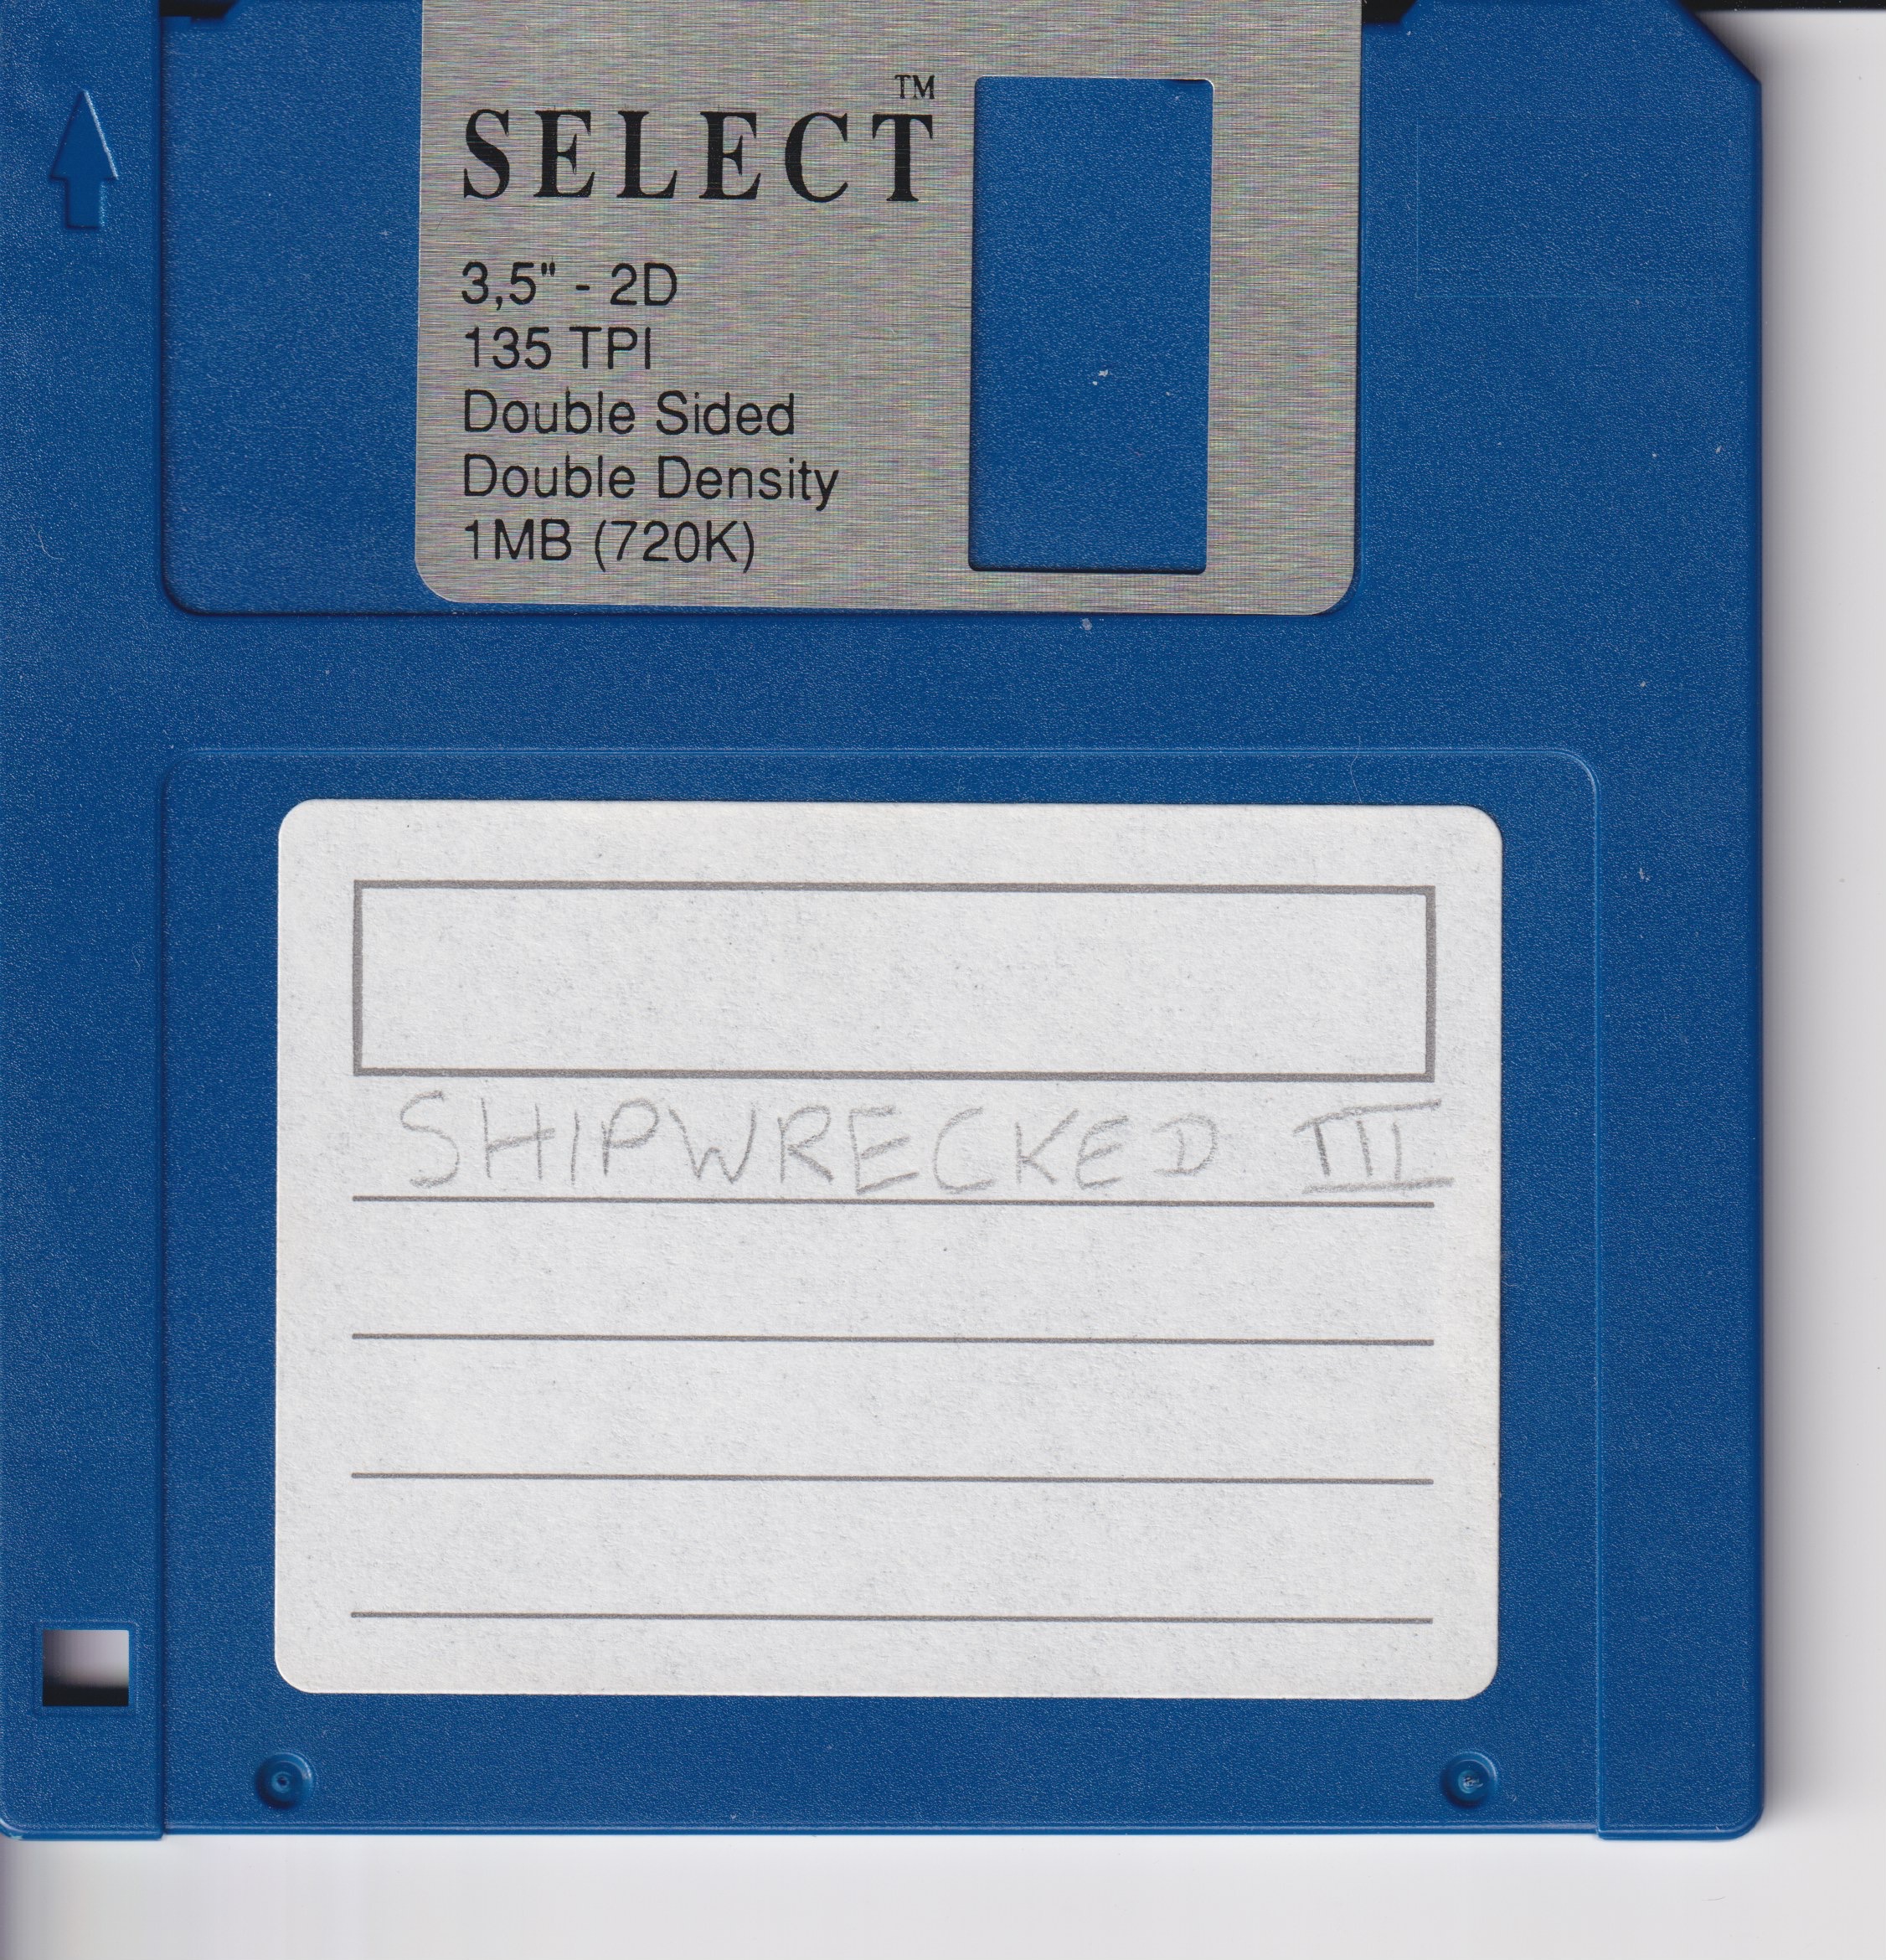 SELECT™
3,5" - 2D
135 TPI
Double Sided
Double Density
1MB (720K)
SHIPWRECKED III